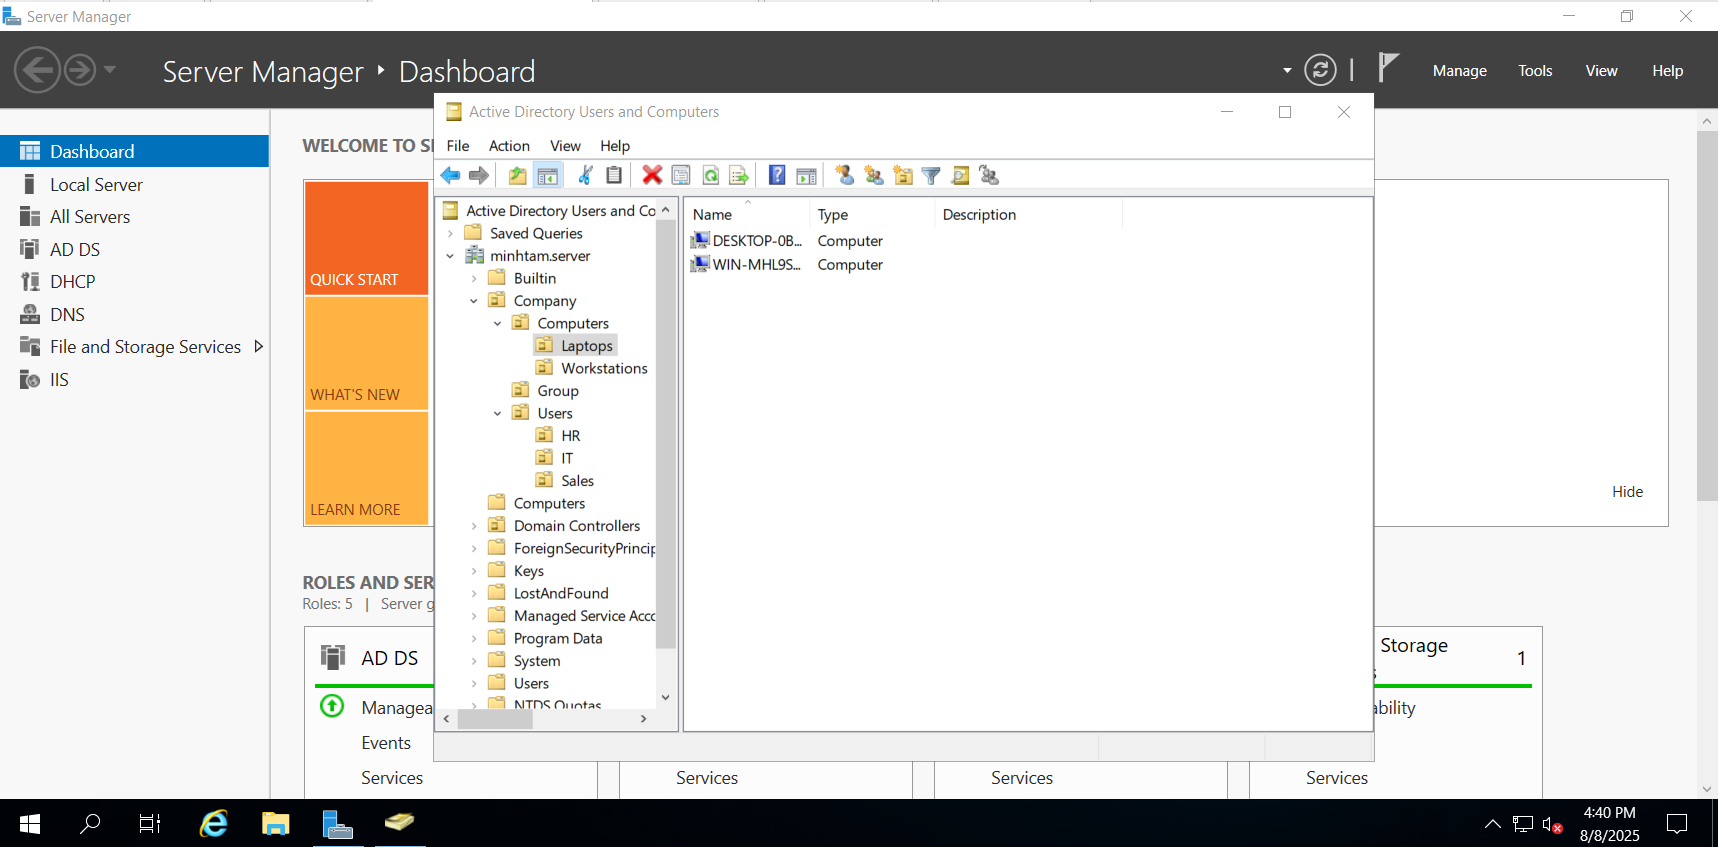 Server Manager
Server Manager
Dashboard
Manage
Tools
View
Help
Dashboard
Local Server
All Servers
AD DS
DHCP
DNS
File and Storage Services
IIS
WELCOME TO SE
QUICK START
WHAT'S NEW
LEARN MORE
Hide
ROLES AND SER
Roles: 5 | Server g
AD DS
Managea
Events
Services
Services
Services
Storage
1
ability
Services
Active Directory Users and Computers
File
Action
View
Help
Active Directory Users and Co
Saved Queries
minhtam.server
Builtin
Company
Computers
Laptops
Workstations
Group
Users
HR
IT
Sales
Computers
Domain Controllers
ForeignSecurityPrincip
Keys
LostAndFound
Managed Service Acco
Program Data
System
Users
NTDS Quotas
Name Type Description
DESKTOP-0B... Computer
WIN-MHL9S... Computer
4:40 PM
8/8/2025